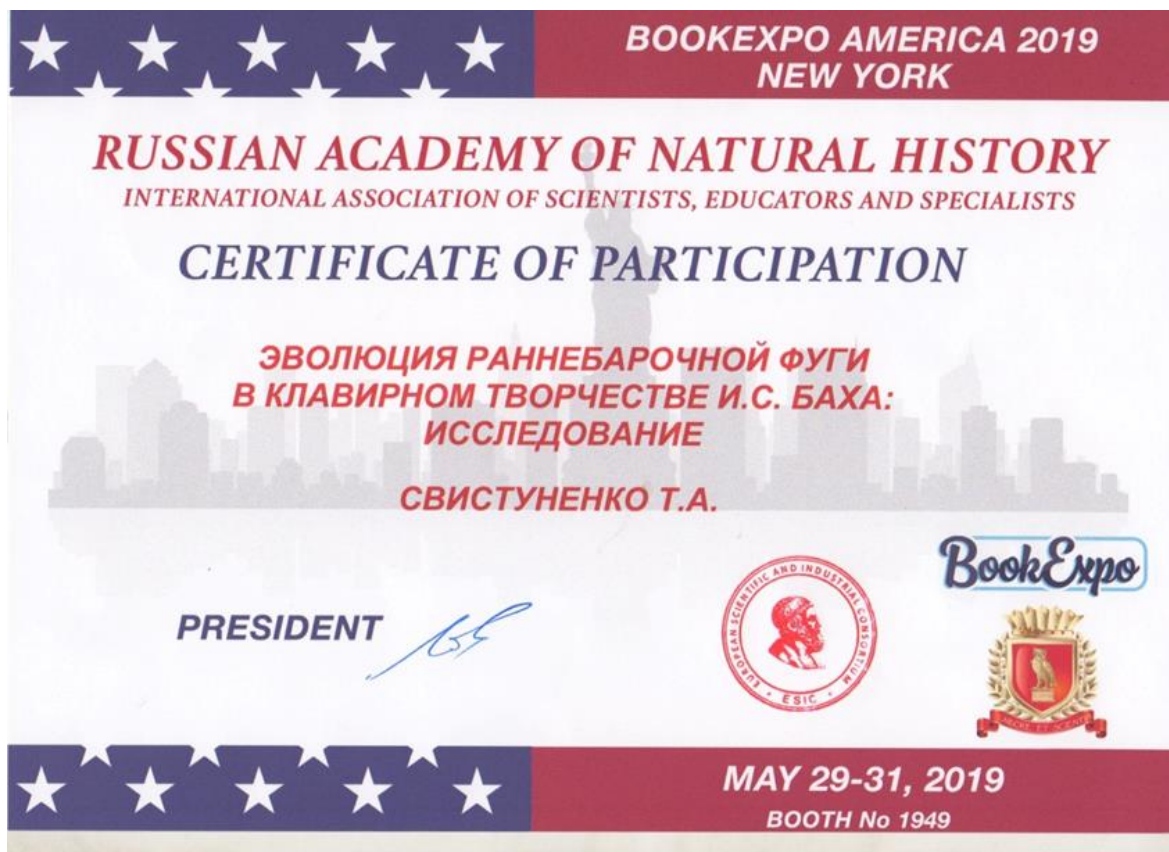 BOOKEXPO AMERICA 2019
NEW YORK
RUSSIAN ACADEMY OF NATURAL HISTORY
INTERNATIONAL ASSOCIATION OF SCIENTISTS, EDUCATORS AND SPECIALISTS
CERTIFICATE OF PARTICIPATION
ЭВОЛЮЦИЯ РАННЕБАРОЧНОЙ ФУГИ
В КЛАВИРНОМ ТВОРЧЕСТВЕ И.С. БАХА:
ИССЛЕДОВАНИЕ
СВИСТУНЕНКО Т.А.
BookExpo
PRESIDENT
EUROPEAN SCIENTIFIC AND INDUSTRIAL CONSORTIUM
ESIC
MAY 29-31, 2019
BOOTH No 1949